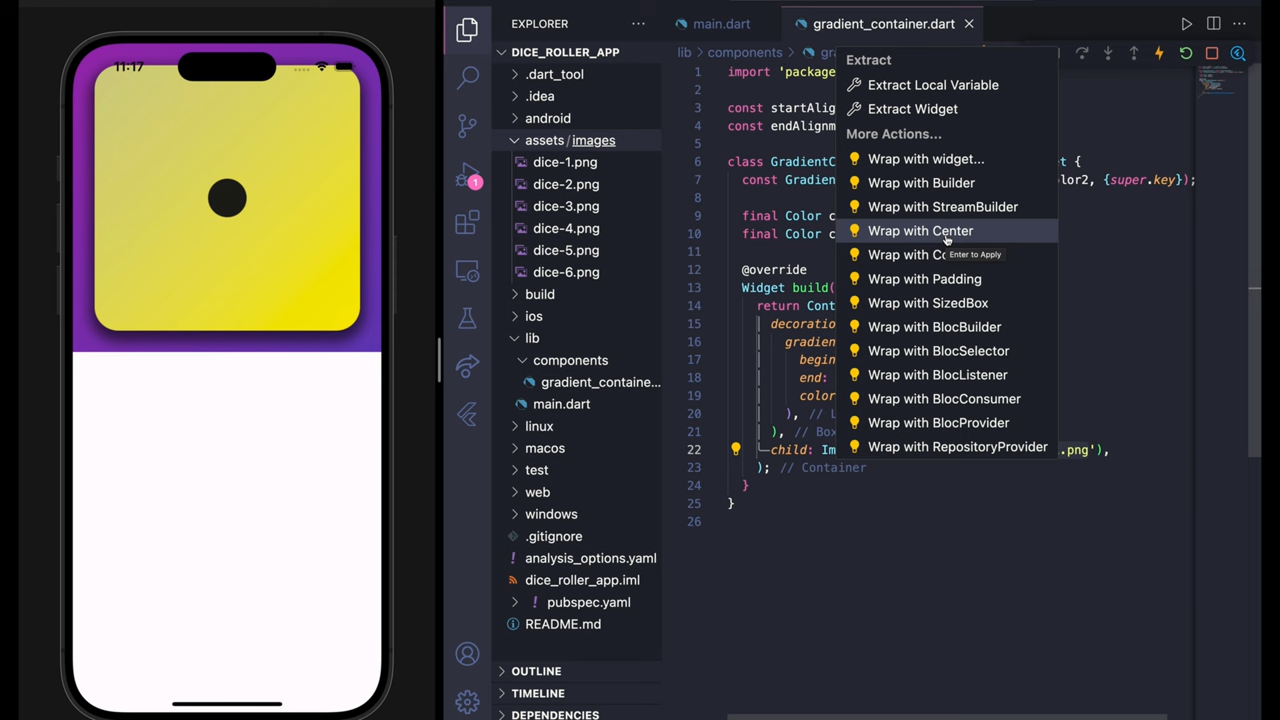 11:17
EXPLORER
DICE_ROLLER_APP
.dart_tool
.idea
android
assets/images
dice-1.png
dice-2.png
dice-3.png
dice-4.png
dice-5.png
dice-6.png
build
ios
lib
components
gradient_containe...
main.dart
linux
macos
test
web
windows
.gitignore
! analysis_options.yaml
dice_roller_app.iml
! pubspec.yaml
README.md
OUTLINE
TIMELINE
DEPENDENCIES
1
main.dart
gradient_container.dart
lib > components >
1 import 'package
2
3 const startAlig
4 const endAlignm
5
6 class GradientC t {
7 const Gradien olor2, {super.key});
8
9 final Color c
10 final Color c
11
12 @override
13 Widget build(
14 return Conta
15 decoratio
16 gradien
17 begin
18 end:
19 color
20 ), // L
21 ), // Box
22 child: Im .png'),
23 ); // Container
24 }
25 }
26
Extract
Extract Local Variable
Extract Widget
More Actions...
Wrap with widget...
Wrap with Builder
Wrap with StreamBuilder
Wrap with Center
Wrap with Co
Enter to Apply
Wrap with Padding
Wrap with SizedBox
Wrap with BlocBuilder
Wrap with BlocSelector
Wrap with BlocListener
Wrap with BlocConsumer
Wrap with BlocProvider
Wrap with RepositoryProvider